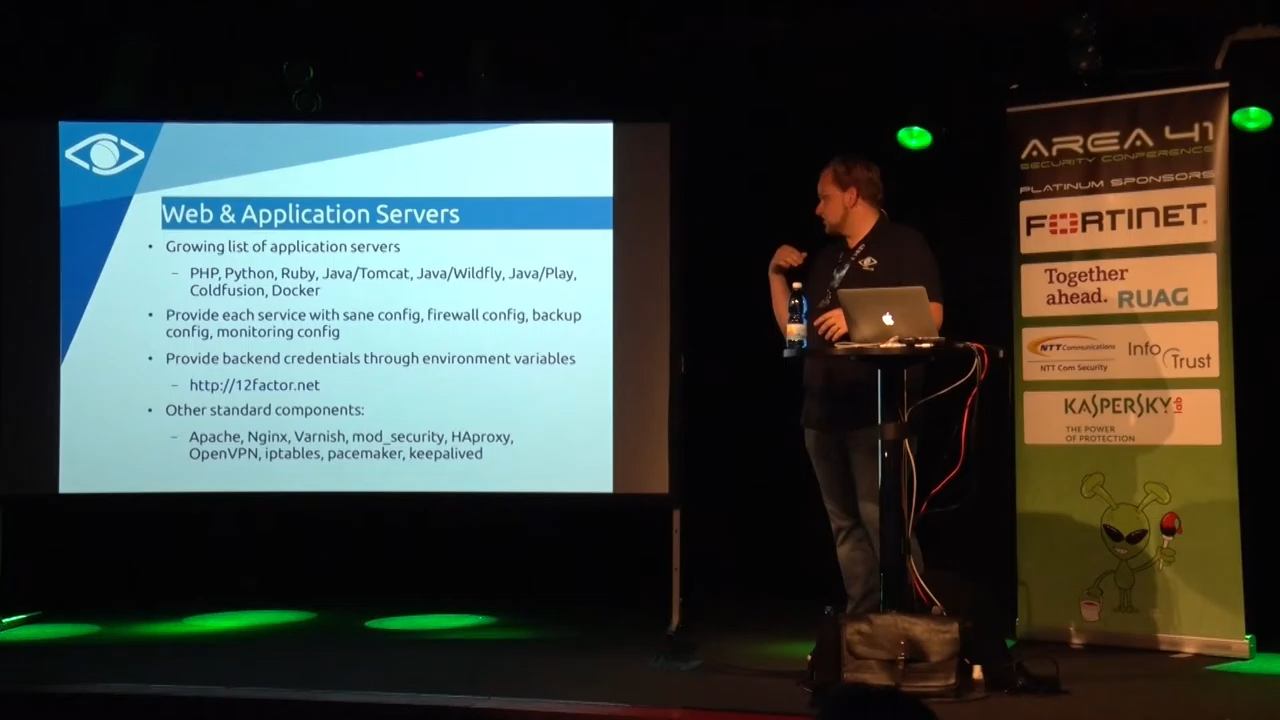 Web & Application Servers
• Growing list of application servers
– PHP, Python, Ruby, Java/Tomcat, Java/Wildfly, Java/Play,
Coldfusion, Docker
• Provide each service with sane config, firewall config, backup
config, monitoring config
• Provide backend credentials through environment variables
– http://12factor.net
• Other standard components:
– Apache, Nginx, Varnish, mod_security, HAproxy,
OpenVPN, iptables, pacemaker, keepalived
AREA 41
SECURITY CONFERENCE
PLATINUM SPONSORS
FORTINET
Together
ahead. RUAG
NTT Communications
NTT Com Security
Info
Trust
KASPERSKY lab
THE POWER
OF PROTECTION